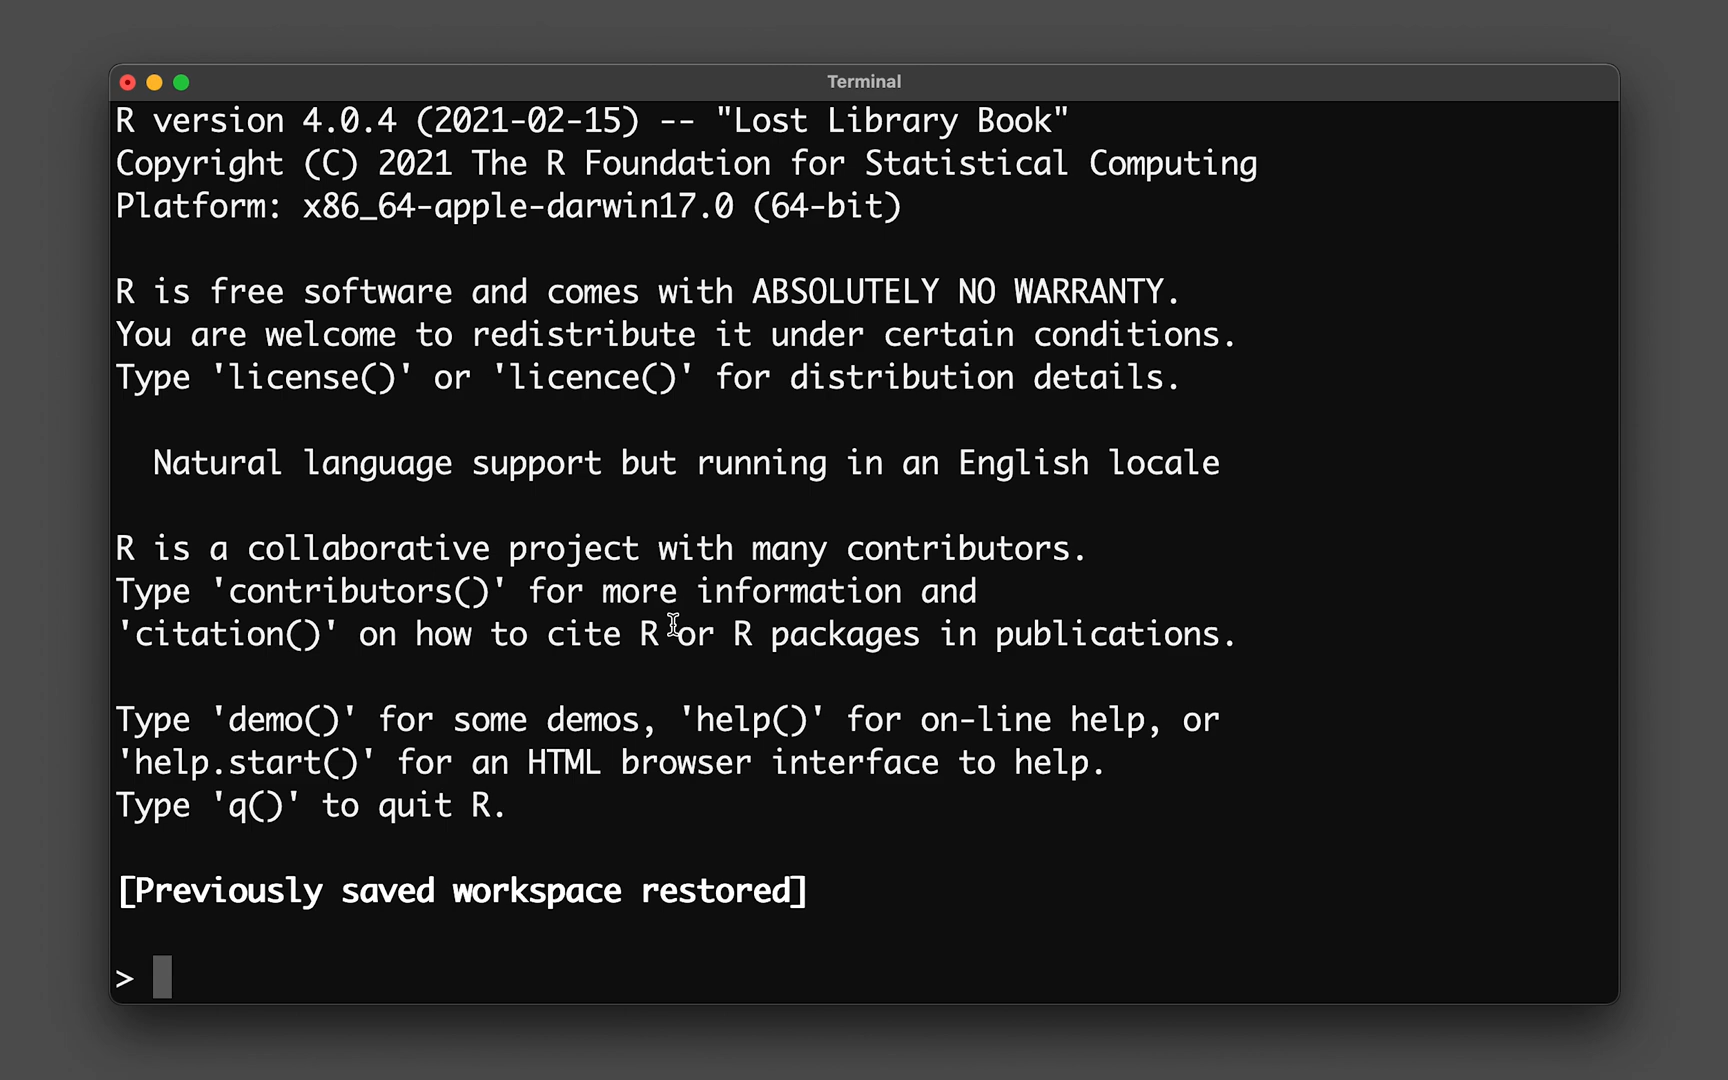 Terminal
R version 4.0.4 (2021-02-15) -- "Lost Library Book"
Copyright (C) 2021 The R Foundation for Statistical Computing
Platform: x86_64-apple-darwin17.0 (64-bit)
R is free software and comes with ABSOLUTELY NO WARRANTY.
You are welcome to redistribute it under certain conditions.
Type 'license()' or 'licence()' for distribution details.
Natural language support but running in an English locale
R is a collaborative project with many contributors.
Type 'contributors()' for more information and
'citation()' on how to cite R or R packages in publications.
Type 'demo()' for some demos, 'help()' for on-line help, or
'help.start()' for an HTML browser interface to help.
Type 'q()' to quit R.
[Previously saved workspace restored]
>